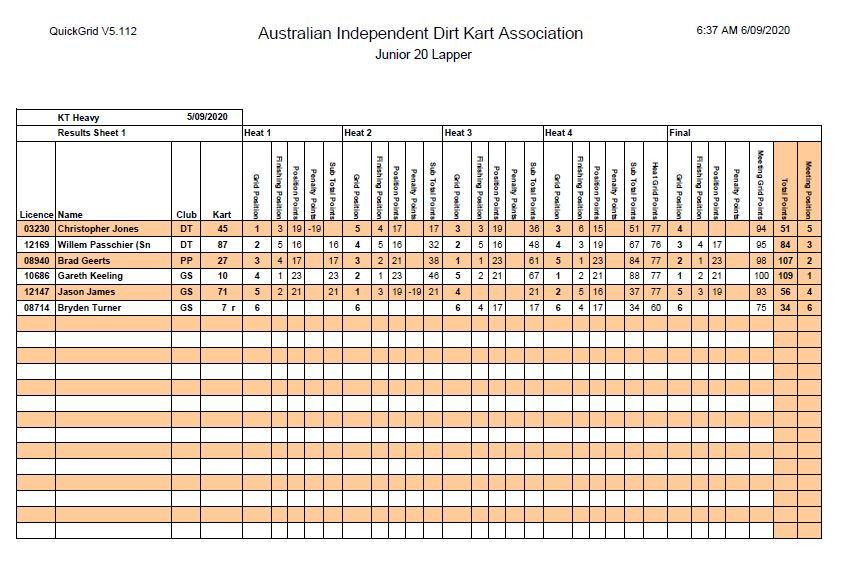 QuickGrid V5.112 Australian Independent Dirt Kart Association 6:37 AM 6/09/2020
Junior 20 Lapper
KT Heavy 5/09/2020
Results Sheet 1 Heat 1 Heat 2 Heat 3 Heat 4 Final
Licence Name Club Kart Grid Position Finishing Position Position Points Penalty Points Sub Total Points Grid Position Finishing Position Position Points Penalty Points Sub Total Points Grid Position Finishing Position Position Points Penalty Points Sub Total Points Grid Position Finishing Position Position Points Penalty Points Sub Total Points Heat Grid Points Grid Position Finishing Position Position Points Penalty Points Meeting Grid Points Total Points Meeting Position
03230 Christopher Jones DT 45 1 3 19 -19 5 4 17 17 3 3 19 36 3 6 15 51 77 4 94 51 5
12169 Willem Passchier (Sn DT 87 2 5 16 16 4 5 16 32 2 5 16 48 4 3 19 67 76 3 4 17 95 84 3
08940 Brad Geerts PP 27 3 4 17 17 3 2 21 38 1 1 23 61 5 1 23 84 77 2 1 23 98 107 2
10686 Gareth Keeling GS 10 4 1 23 23 2 1 23 46 5 2 21 67 1 2 21 88 77 1 2 21 100 109 1
12147 Jason James GS 71 5 2 21 21 1 3 19 -19 21 4 21 2 5 16 37 77 5 3 19 93 56 4
08714 Bryden Turner GS 7 r 6 6 6 4 17 17 6 4 17 34 60 6 75 34 6